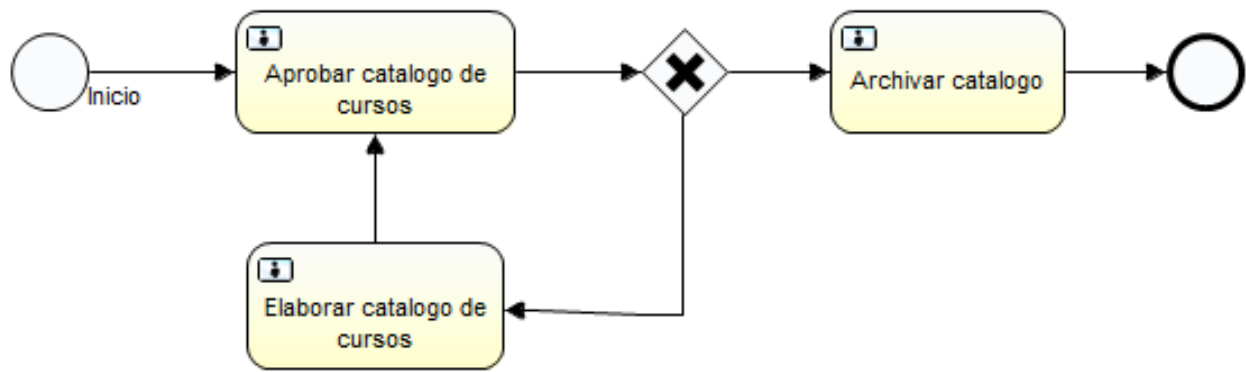 Inicio
Aprobar catalogo de
cursos
Archivar catalogo
Elaborar catalogo de
cursos